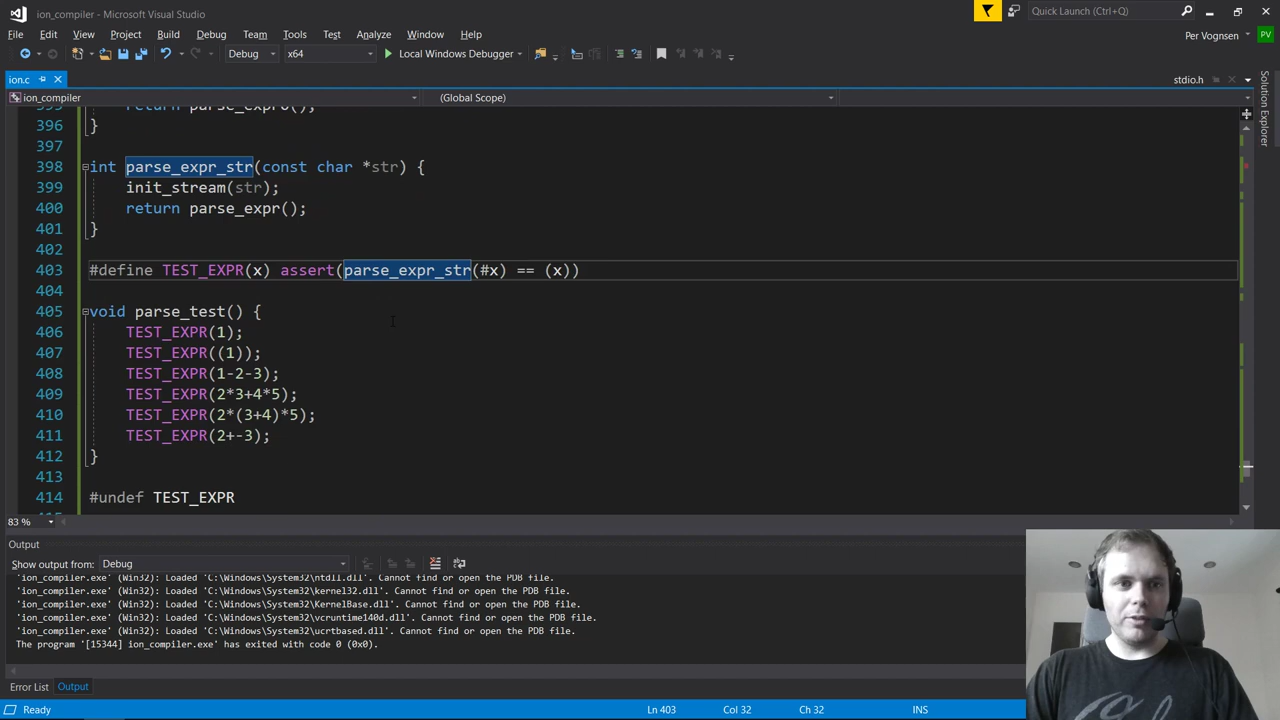 ion_compiler - Microsoft Visual Studio
Quick Launch (Ctrl+Q)
File Edit View Project Build Debug Team Tools Test Analyze Window Help
Per Vognsen PV
Debug x64 Local Windows Debugger
ion.c stdio.h
ion_compiler (Global Scope)
Solution Explorer
395 return parse_expr0();
396 }
397
398 int parse_expr_str(const char *str) {
399 init_stream(str);
400 return parse_expr();
401 }
402
403 #define TEST_EXPR(x) assert(parse_expr_str(#x) == (x))
404
405 void parse_test() {
406 TEST_EXPR(1);
407 TEST_EXPR((1));
408 TEST_EXPR(1-2-3);
409 TEST_EXPR(2*3+4*5);
410 TEST_EXPR(2*(3+4)*5);
411 TEST_EXPR(2+-3);
412 }
413
414 #undef TEST_EXPR
83 %
Output
Show output from: Debug
'ion_compiler.exe' (Win32): Loaded 'C:\Windows\System32\ntdll.dll'. Cannot find or open the PDB file.
'ion_compiler.exe' (Win32): Loaded 'C:\Windows\System32\kernel32.dll'. Cannot find or open the PDB file.
'ion_compiler.exe' (Win32): Loaded 'C:\Windows\System32\KernelBase.dll'. Cannot find or open the PDB file.
'ion_compiler.exe' (Win32): Loaded 'C:\Windows\System32\vcruntime140d.dll'. Cannot find or open the PDB file.
'ion_compiler.exe' (Win32): Loaded 'C:\Windows\System32\ucrtbased.dll'. Cannot find or open the PDB file.
The program '[15344] ion_compiler.exe' has exited with code 0 (0x0).
Error List Output
Ready Ln 403 Col 32 Ch 32 INS